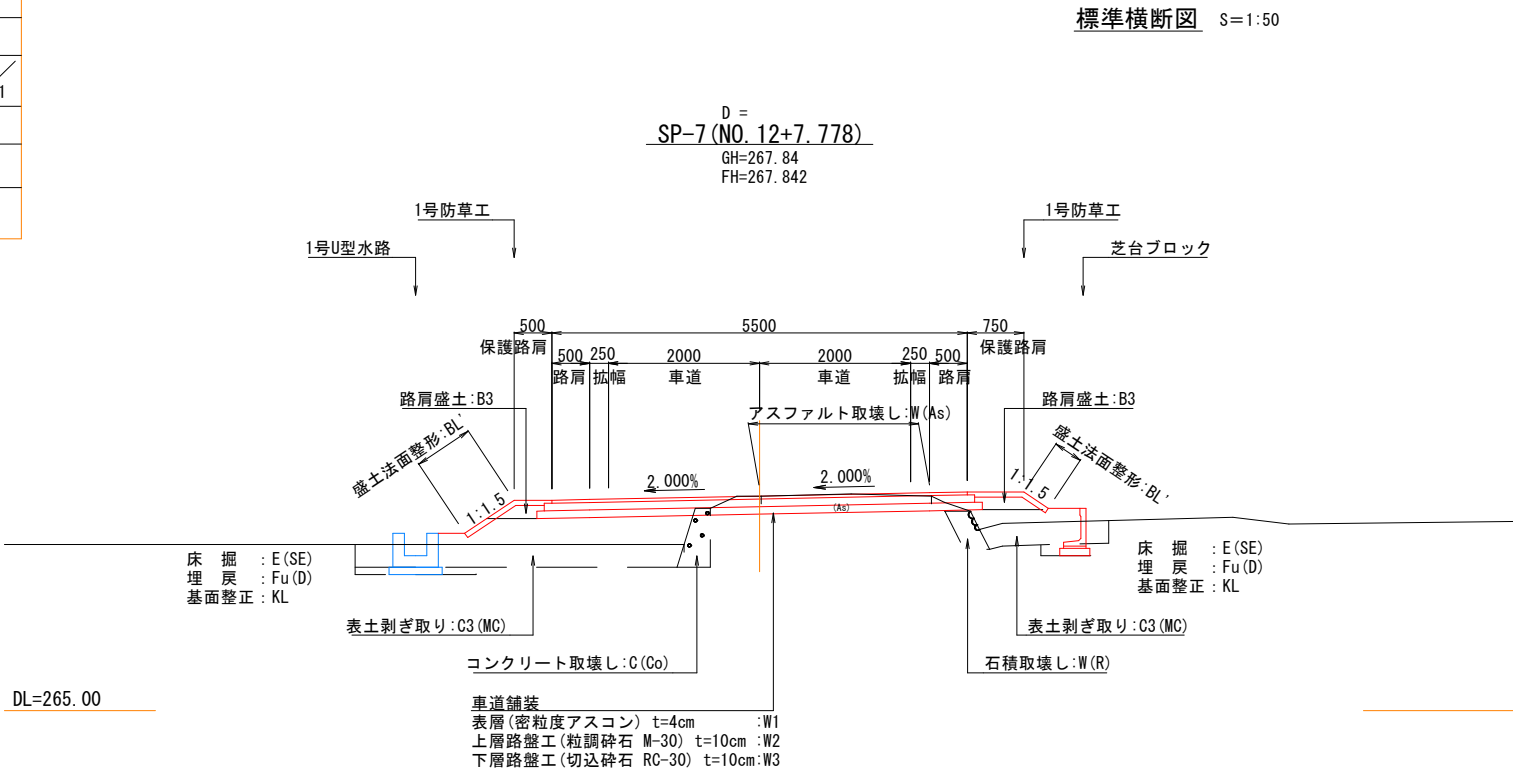 標準横断図 S=1:50
1
D =
SP-7(NO.12+7.778)
GH=267.84
FH=267.842
1号防草工
1号防草工
1号U型水路
芝台ブロック
500 5500 750
保護路肩 保護路肩
500 250 2000 2000 250 500
路肩 拡幅 車道 車道 拡幅 路肩
路肩盛土:B3
路肩盛土:B3
アスファルト取壊し:W(As)
盛土法面整形:BL'
盛土法面整形:BL'
1:1.5
1:1.5
2.000%
2.000%
(As)
床 掘 :E(SE)
埋 戻 :Fu(D)
基面整正:KL
床 掘 :E(SE)
埋 戻 :Fu(D)
基面整正:KL
表土剥ぎ取り:C3(MC)
表土剥ぎ取り:C3(MC)
コンクリート取壊し:C(Co)
石積取壊し:W(R)
DL=265.00
車道舗装
表層(密粒度アスコン) t=4cm :W1
上層路盤工(粒調砕石 M-30) t=10cm :W2
下層路盤工(切込砕石 RC-30) t=10cm:W3